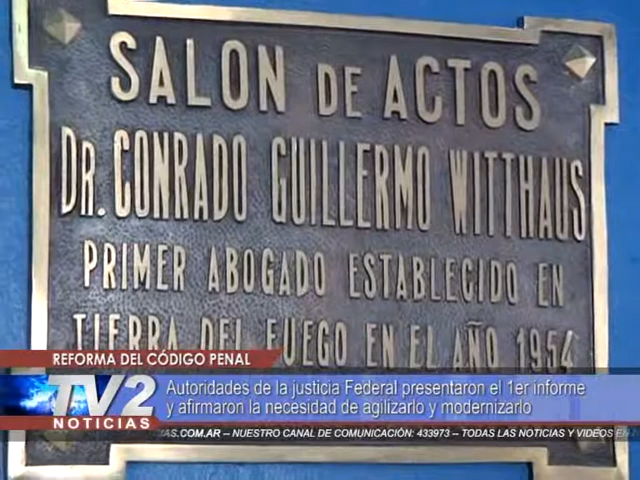 SALON DE ACTOS
DR. CONRADO GUILLERMO WITTHAUS
PRIMER ABOGADO ESTABLECIDO EN
TIERRA DEL FUEGO EN EL AÑO 1954
REFORMA DEL CÓDIGO PENAL
TV2
NOTICIAS
Autoridades de la justicia Federal presentaron el 1er informe
y afirmaron la necesidad de agilizarlo y modernizarlo
AS.COM.AR -- NUESTRO CANAL DE COMUNICACIÓN: 433973 -- TODAS LAS NOTICIAS Y VIDEOS EN